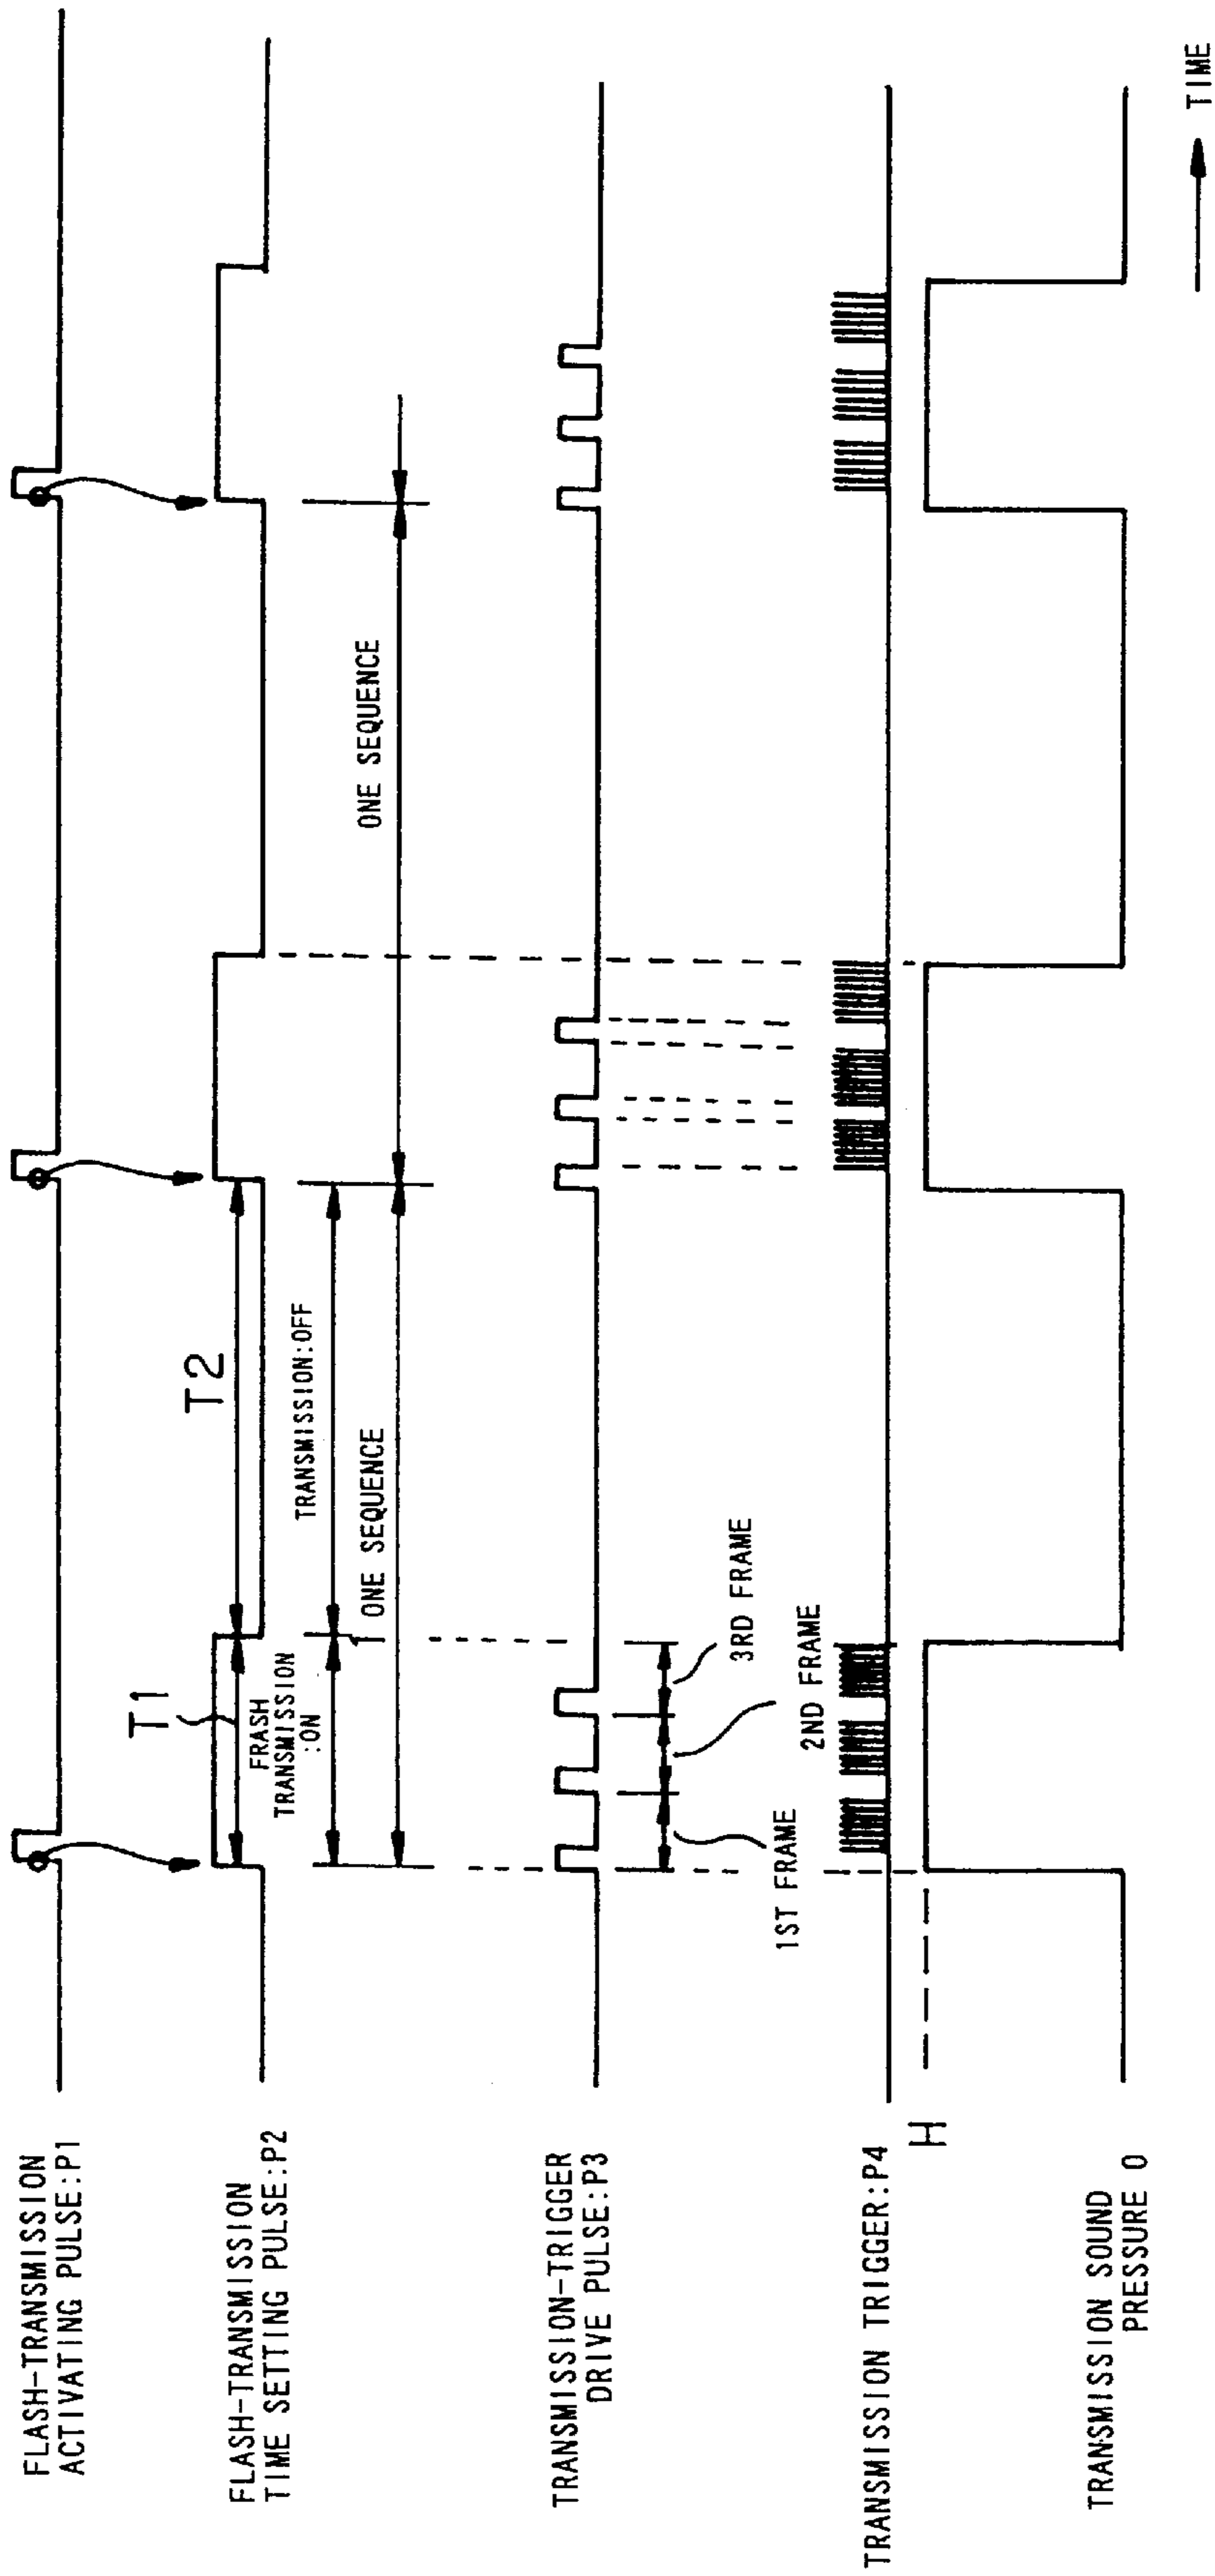 FLASH-TRANSMISSION
ACTIVATING PULSE:P1
FLASH-TRANSMISSION
TIME SETTING PULSE:P2
T1
T2
FRASH
TRANSMISSION
:ON
TRANSMISSION:OFF
ONE SEQUENCE
ONE SEQUENCE
TRANSMISSION-TRIGGER
DRIVE PULSE:P3
1ST FRAME
2ND FRAME
3RD FRAME
TRANSMISSION TRIGGER:P4
H
TRANSMISSION SOUND
PRESSURE 0
TIME